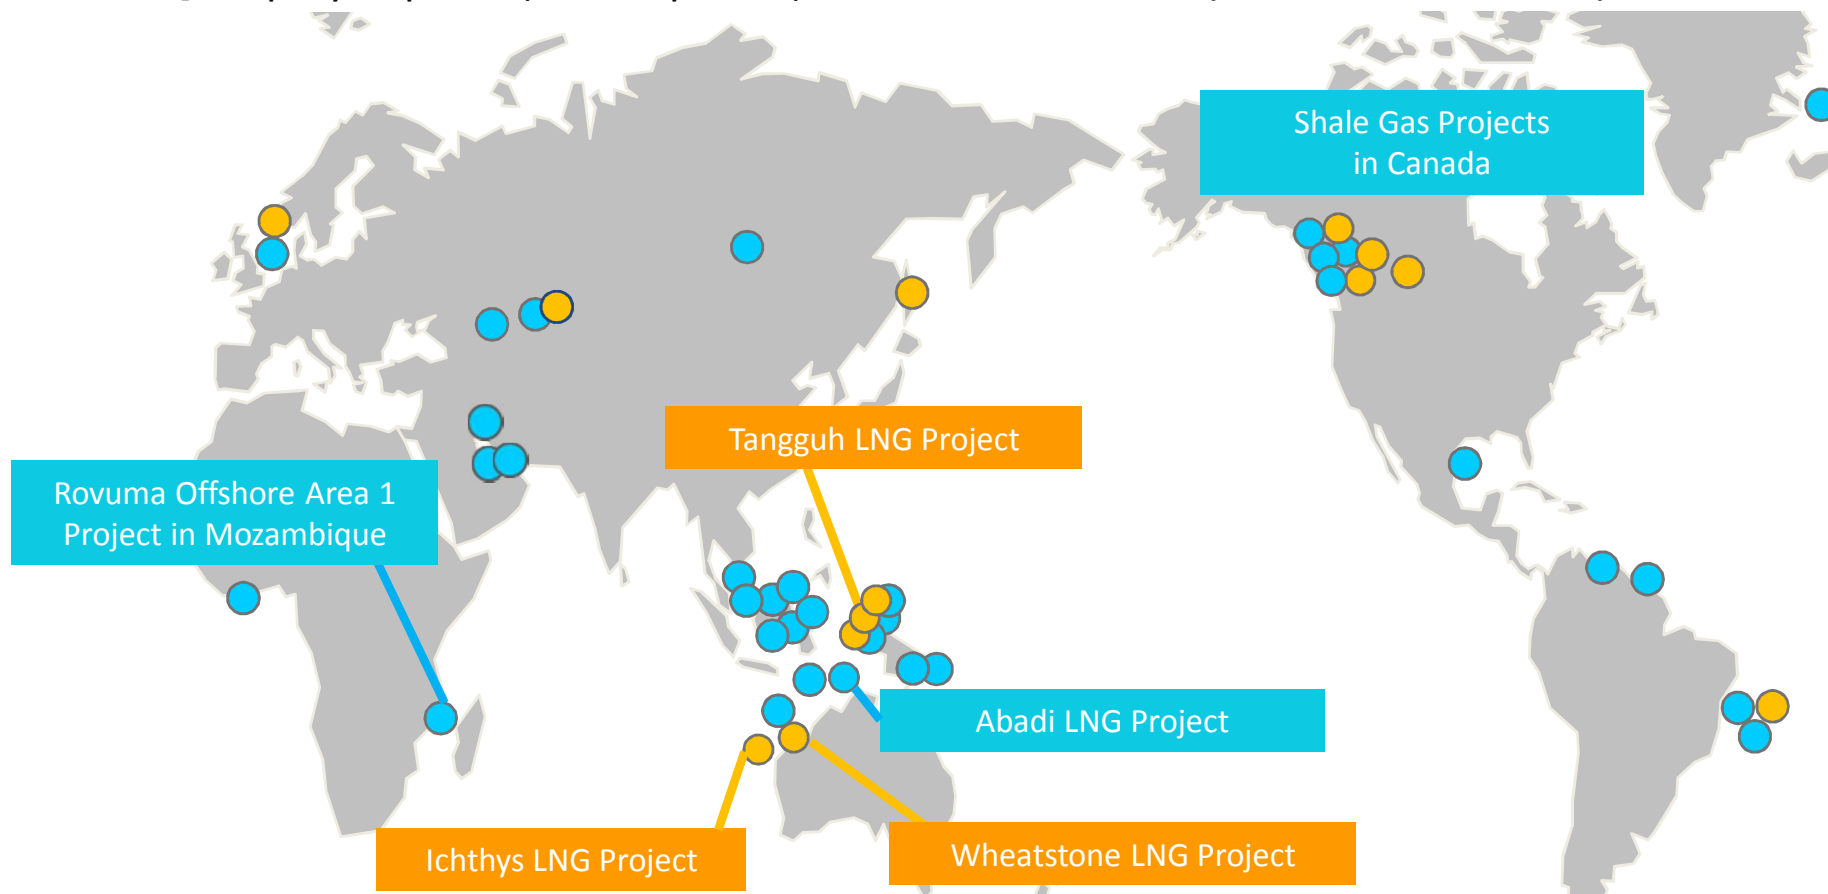 Shale Gas Projects
in Canada
Tangguh LNG Project
Rovuma Offshore Area 1
Project in Mozambique
Abadi LNG Project
Ichthys LNG Project
Wheatstone LNG Project